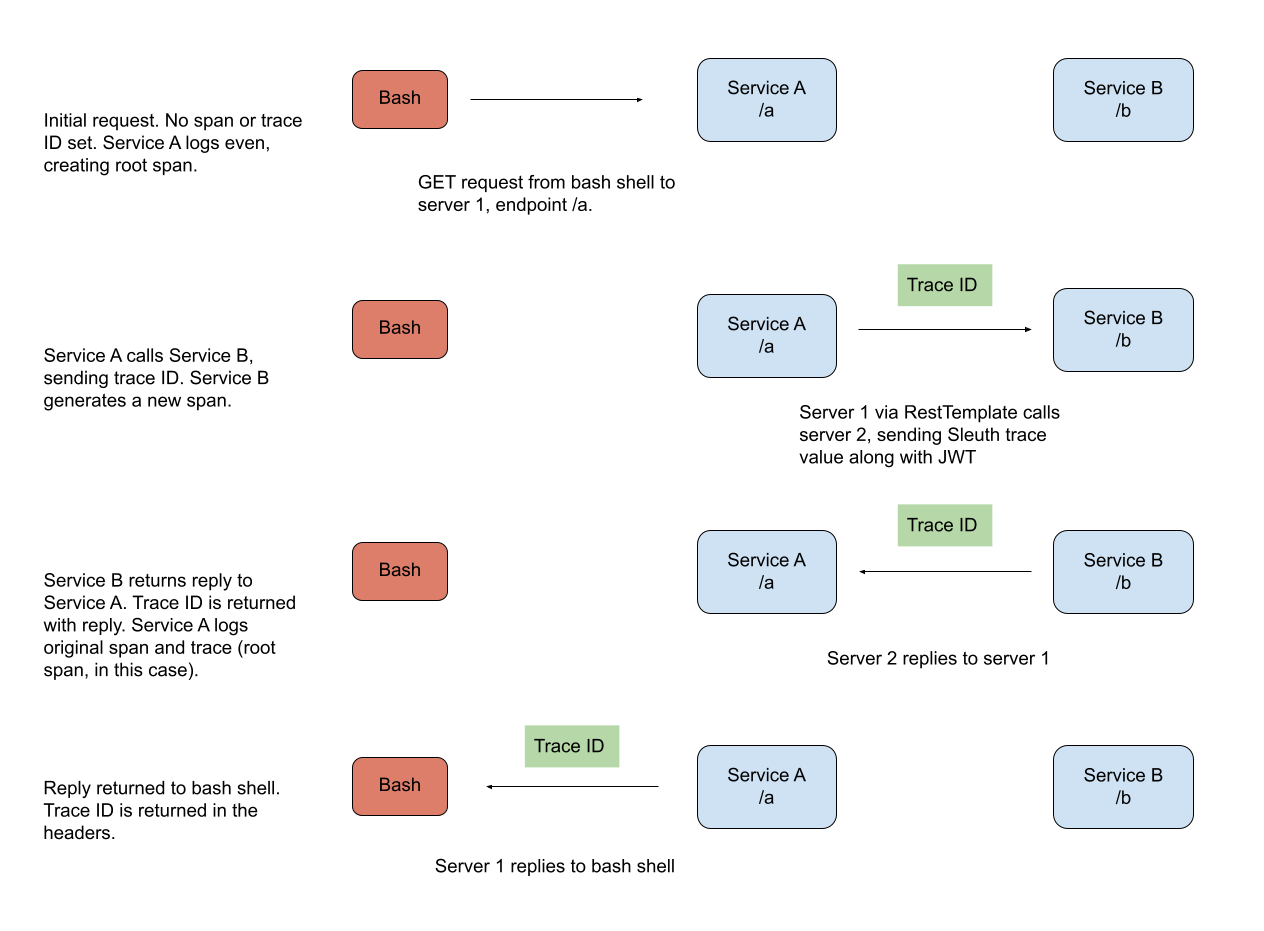 Bash
Service A
/a
Service B
/b
Initial request. No span or trace
ID set. Service A logs even,
creating root span.
GET request from bash shell to
server 1, endpoint /a.
Trace ID
Bash
Service A
/a
Service B
/b
Service A calls Service B,
sending trace ID. Service B
generates a new span.
Server 1 via RestTemplate calls
server 2, sending Sleuth trace
value along with JWT
Trace ID
Bash
Service A
/a
Service B
/b
Service B returns reply to
Service A. Trace ID is returned
with reply. Service A logs
original span and trace (root
span, in this case).
Server 2 replies to server 1
Trace ID
Bash
Service A
/a
Service B
/b
Reply returned to bash shell.
Trace ID is returned in the
headers.
Server 1 replies to bash shell